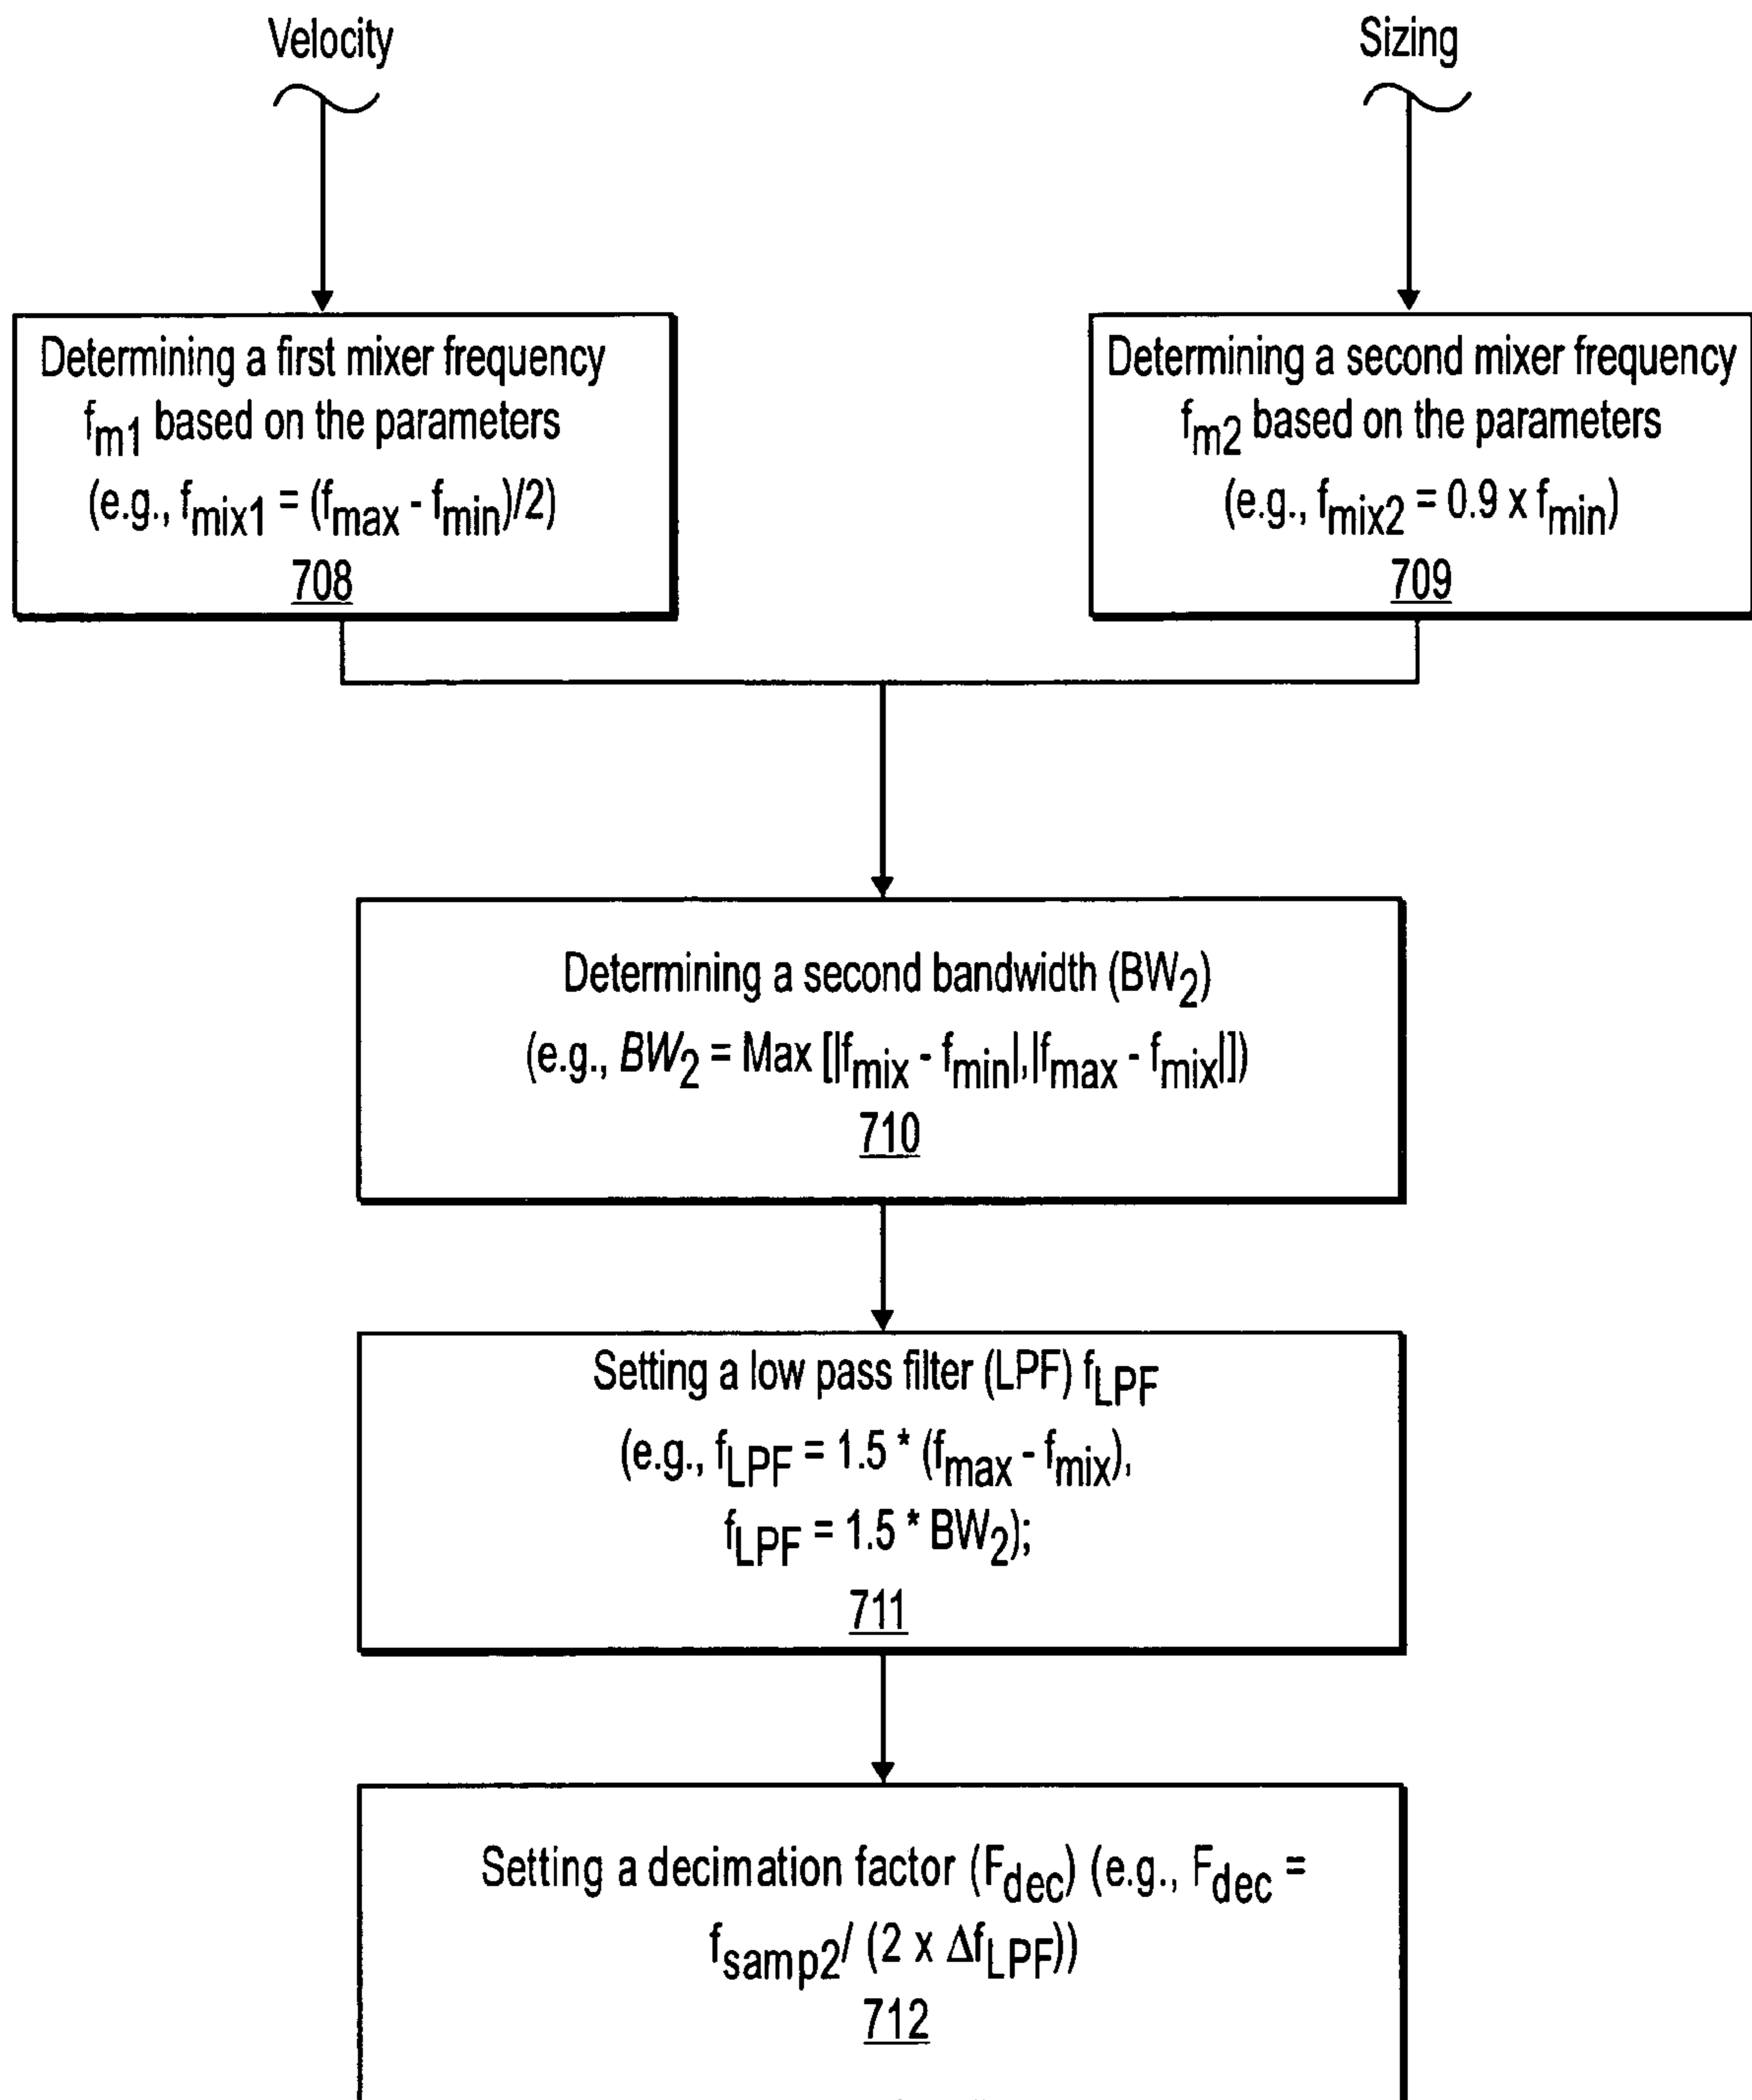 Velocity
Sizing
Determining a first mixer frequency
fm1 based on the parameters
(e.g., fmix1 = (fmax - fmin)/2)
708
Determining a second mixer frequency
fm2 based on the parameters
(e.g., fmix2 = 0.9 x fmin)
709
Determining a second bandwidth (BW2)
(e.g., BW2 = Max [|fmix - fmin|,|fmax - fmix|])
710
Setting a low pass filter (LPF) fLPF
(e.g., fLPF = 1.5 * (fmax - fmix),
fLPF = 1.5 * BW2);
711
Setting a decimation factor (Fdec) (e.g., Fdec =
fsamp2/ (2 x ΔfLPF))
712